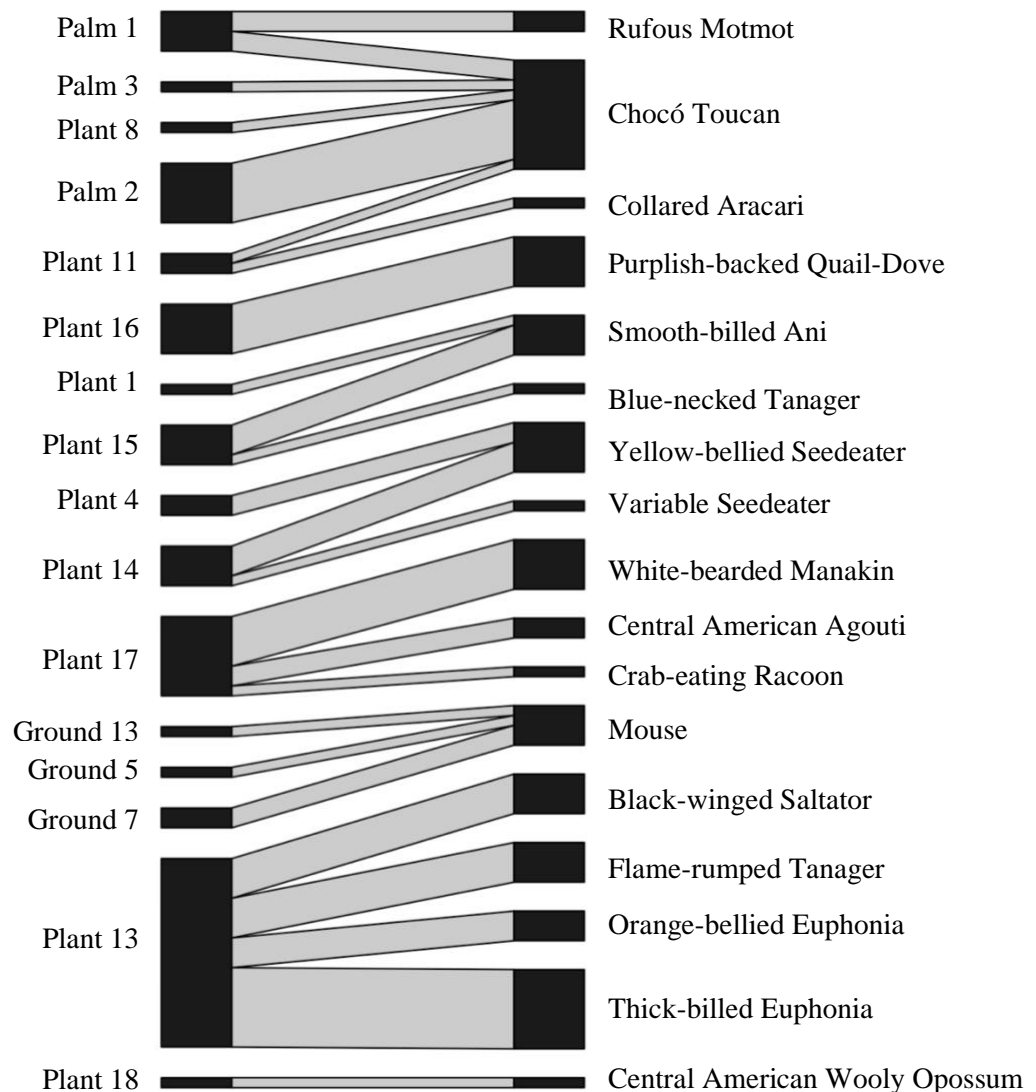 Palm 1
Rufous Motmot
Palm 3
Chocó Toucan
Plant 8
Palm 2
Collared Aracari
Plant 11
Purplish-backed Quail-Dove
Plant 16
Smooth-billed Ani
Plant 1
Blue-necked Tanager
Plant 15
Yellow-bellied Seedeater
Plant 4
Variable Seedeater
Plant 14
White-bearded Manakin
Central American Agouti
Plant 17
Crab-eating Racoon
Ground 13
Mouse
Ground 5
Black-winged Saltator
Ground 7
Flame-rumped Tanager
Orange-bellied Euphonia
Plant 13
Thick-billed Euphonia
Plant 18
Central American Wooly Opossum